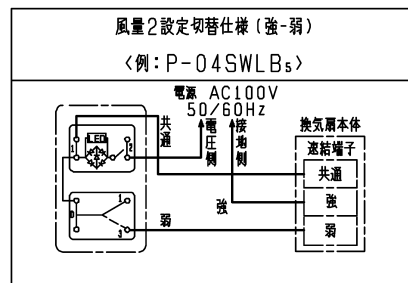 風量2設定切替仕様(強-弱)
〈例:P-04SWLB₅〉
電源 AC100V
50/60Hz
換気扇本体
速結端子
共通
強
弱
共通
電圧側
接地側
LED
1
2
強
弱
0
1
3